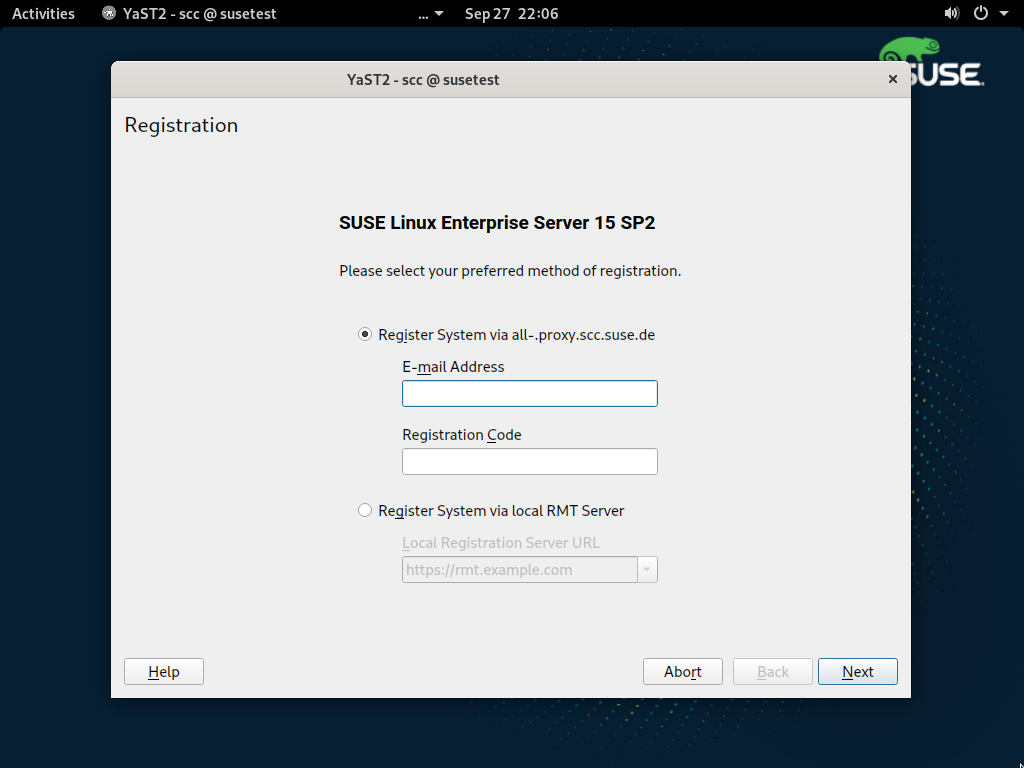 Activities
YaST2 - scc @ susetest
...
Sep 27 22:06
SUSE
YaST2 - scc @ susetest
Registration
SUSE Linux Enterprise Server 15 SP2
Please select your preferred method of registration.
Register System via all-.proxy.scc.suse.de
E-mail Address
Registration Code
Register System via local RMT Server
Local Registration Server URL
https://rmt.example.com
Help
Abort
Back
Next